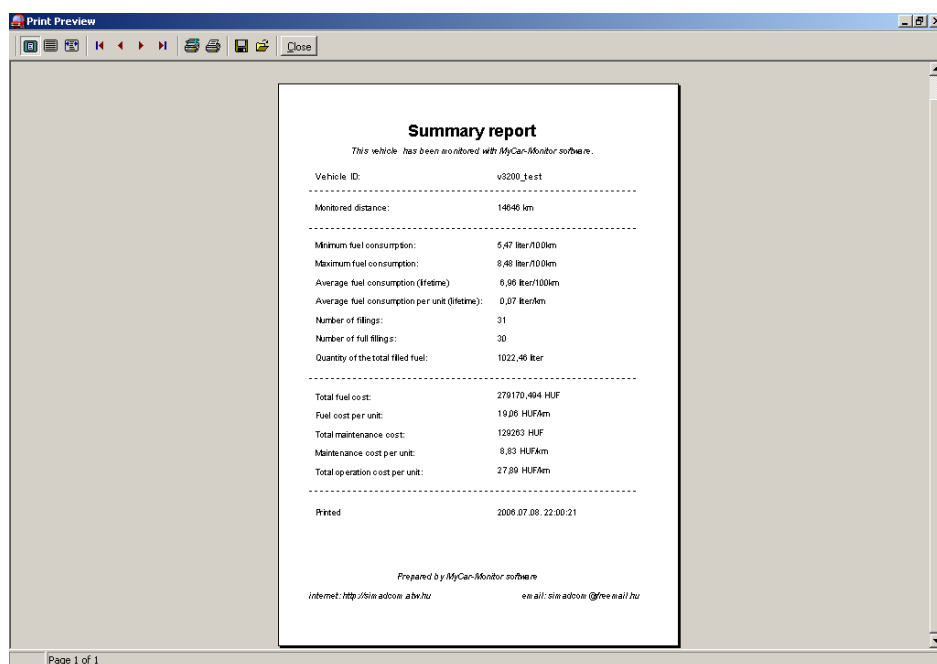 Print Preview
Close
Summary report
This vehicle has been monitored with MyCar-Monitor software.
Vehicle ID: v3200_test
Monitored distance: 14646 km
Minimum fuel consumption: 5,47 liter/100km
Maximum fuel consumption: 8,48 liter/100km
Average fuel consumption (lifetime) 6,96 liter/100km
Average fuel consumption per unit (lifetime): 0,07 liter/km
Number of fillings: 31
Number of full fillings: 30
Quantity of the total filled fuel: 1022,46 liter
Total fuel cost: 279170,494 HUF
Fuel cost per unit: 19,06 HUF/km
Total maintenance cost: 129263 HUF
Maintenance cost per unit: 8,83 HUF/km
Total operation cost per unit: 27,89 HUF/km
Printed 2006.07.08. 22:00:21
Prepared by MyCar-Monitor software
internet: http://simadcom.atw.hu email: simadcom@freemail.hu
Page 1 of 1